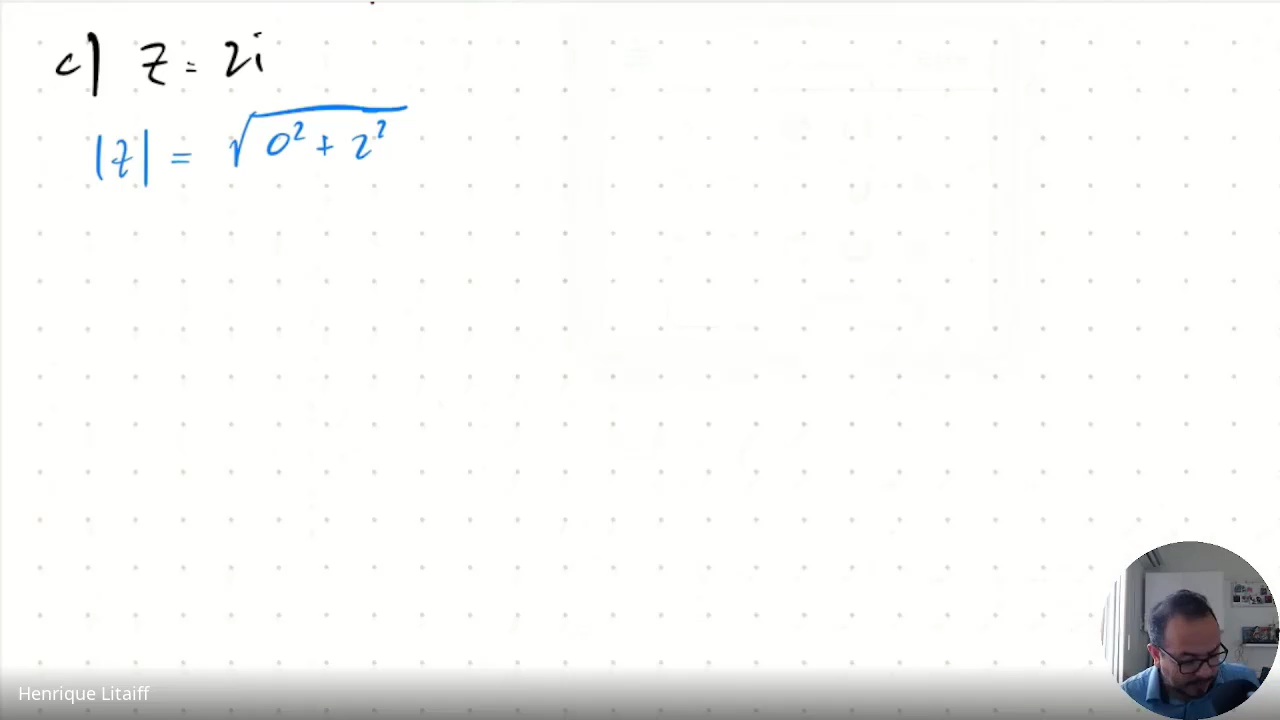 c) z = 2i
|z| = √(0² + 2²)
Henrique Litaiff